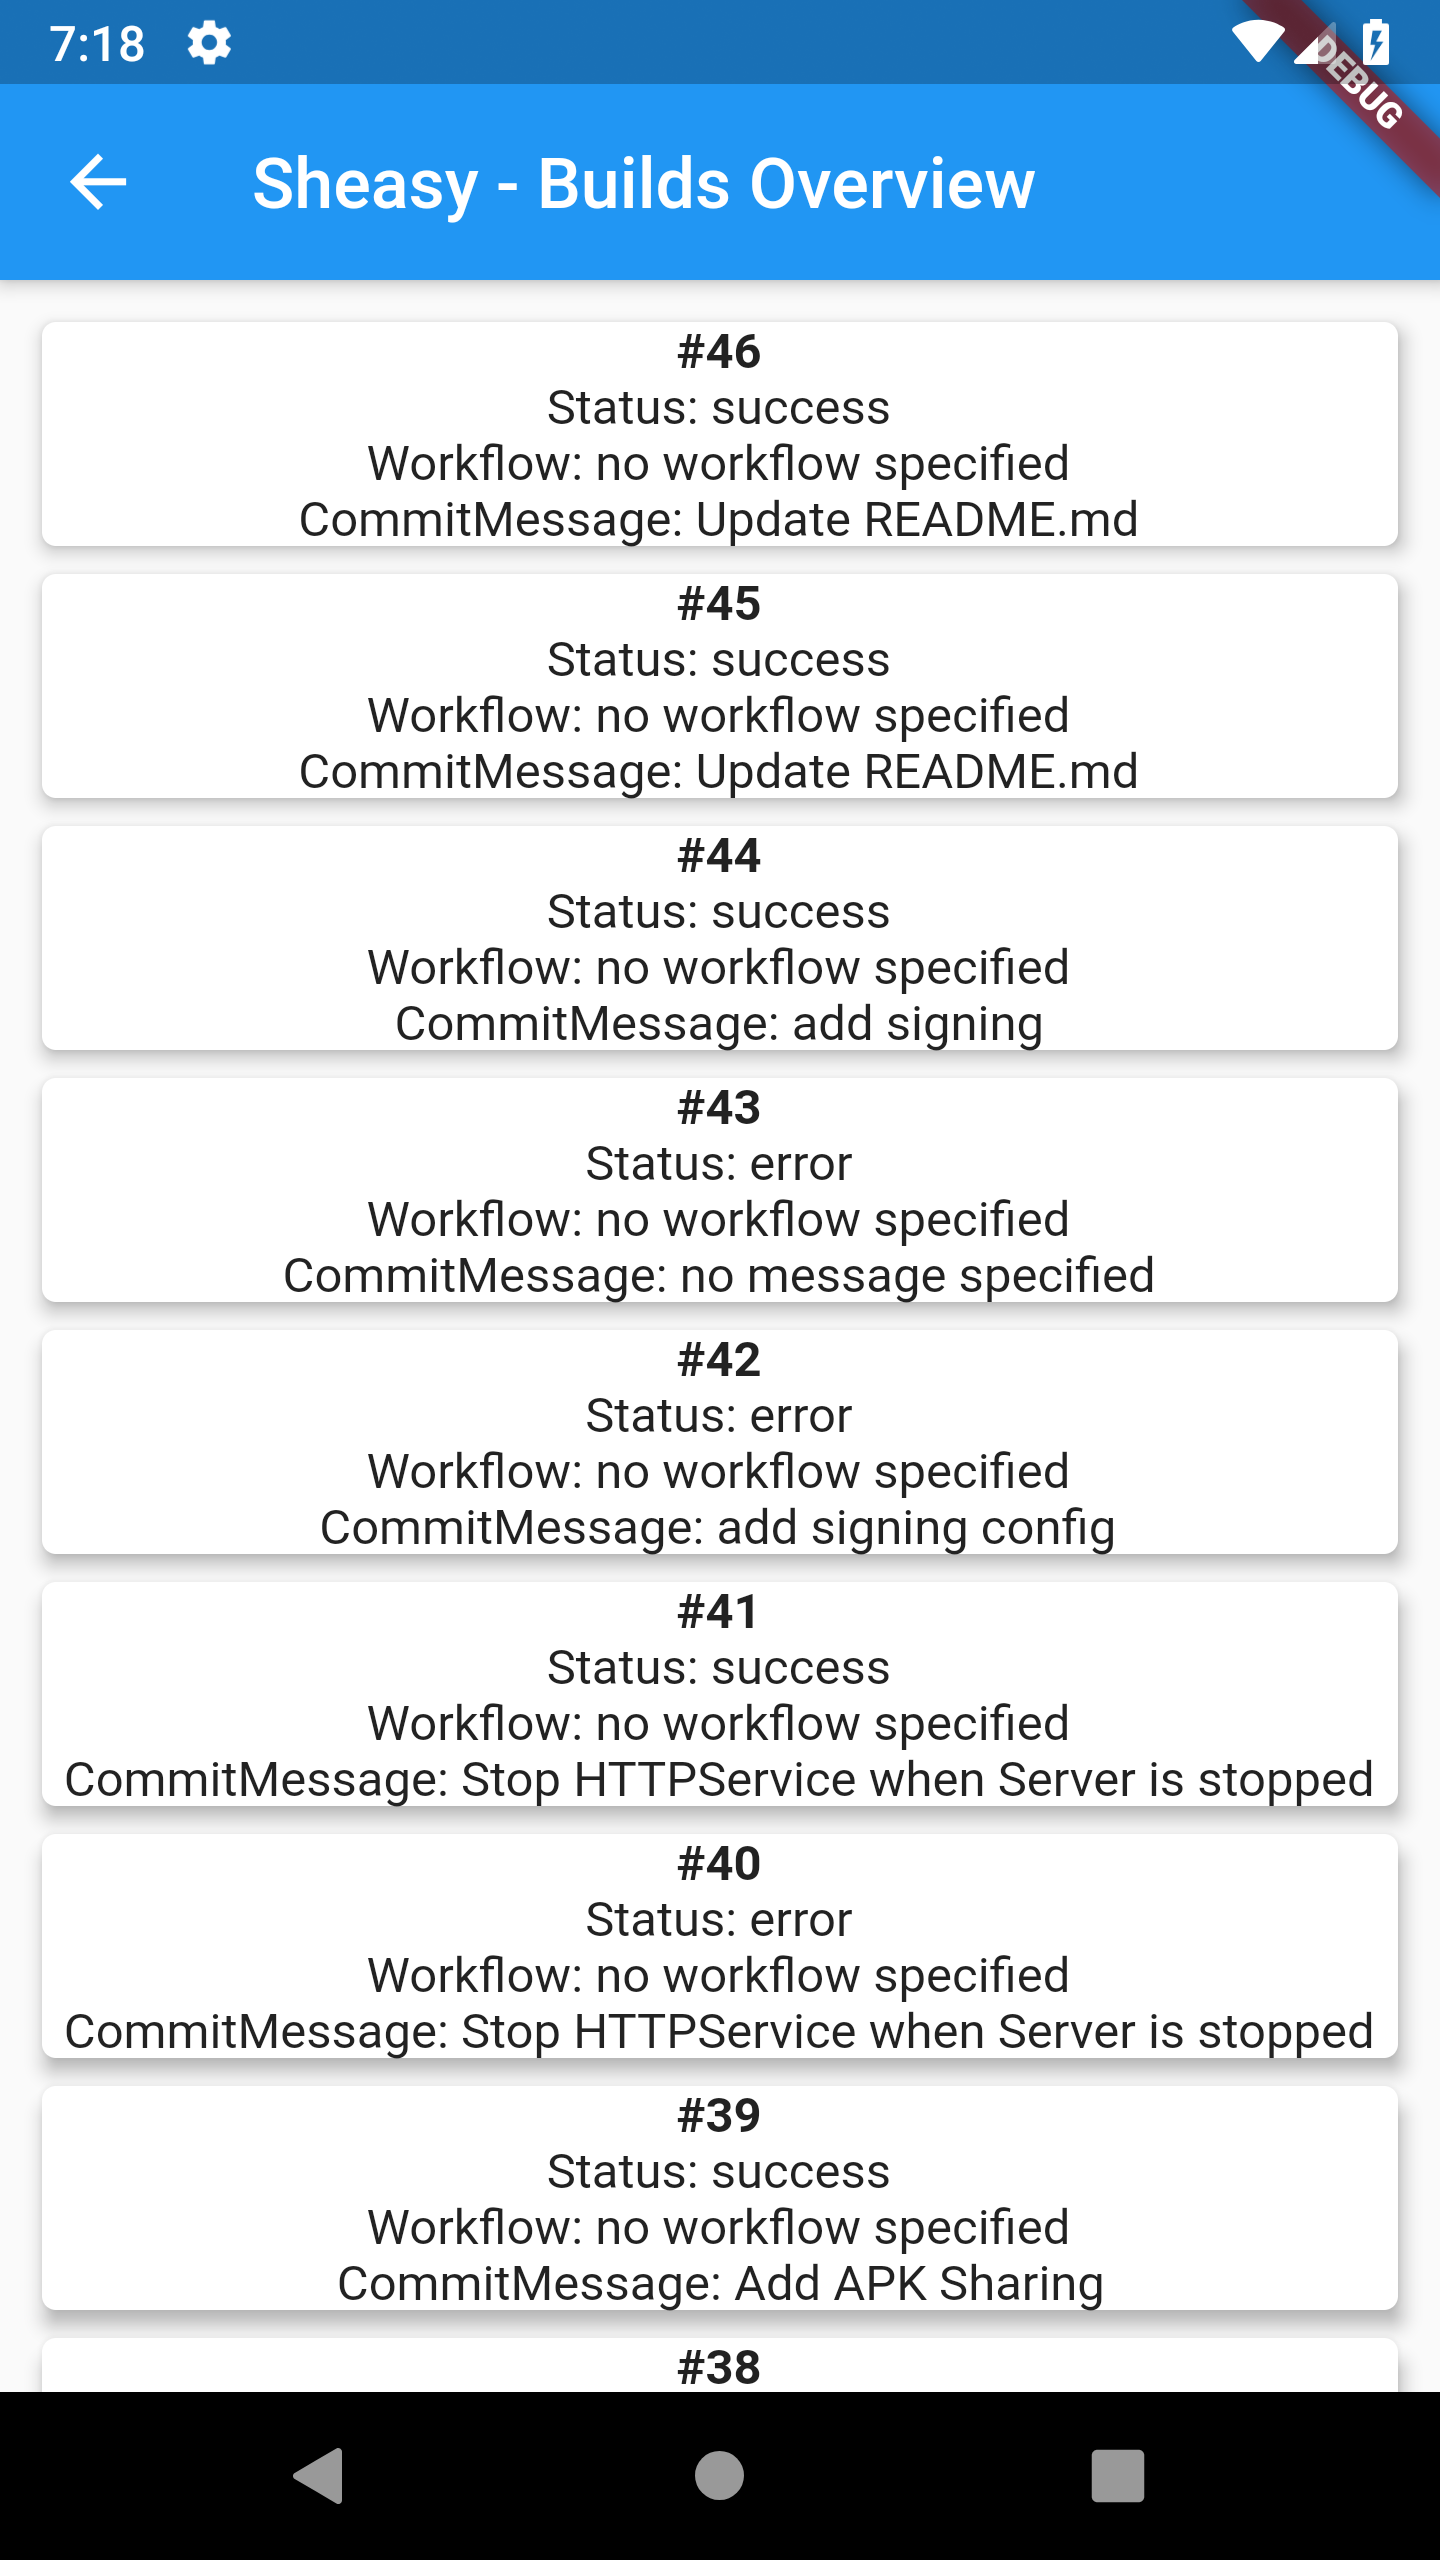 7:18
DEBUG
Sheasy - Builds Overview
#46
Status: success
Workflow: no workflow specified
CommitMessage: Update README.md
#45
Status: success
Workflow: no workflow specified
CommitMessage: Update README.md
#44
Status: success
Workflow: no workflow specified
CommitMessage: add signing
#43
Status: error
Workflow: no workflow specified
CommitMessage: no message specified
#42
Status: error
Workflow: no workflow specified
CommitMessage: add signing config
#41
Status: success
Workflow: no workflow specified
CommitMessage: Stop HTTPService when Server is stopped
#40
Status: error
Workflow: no workflow specified
CommitMessage: Stop HTTPService when Server is stopped
#39
Status: success
Workflow: no workflow specified
CommitMessage: Add APK Sharing
#38